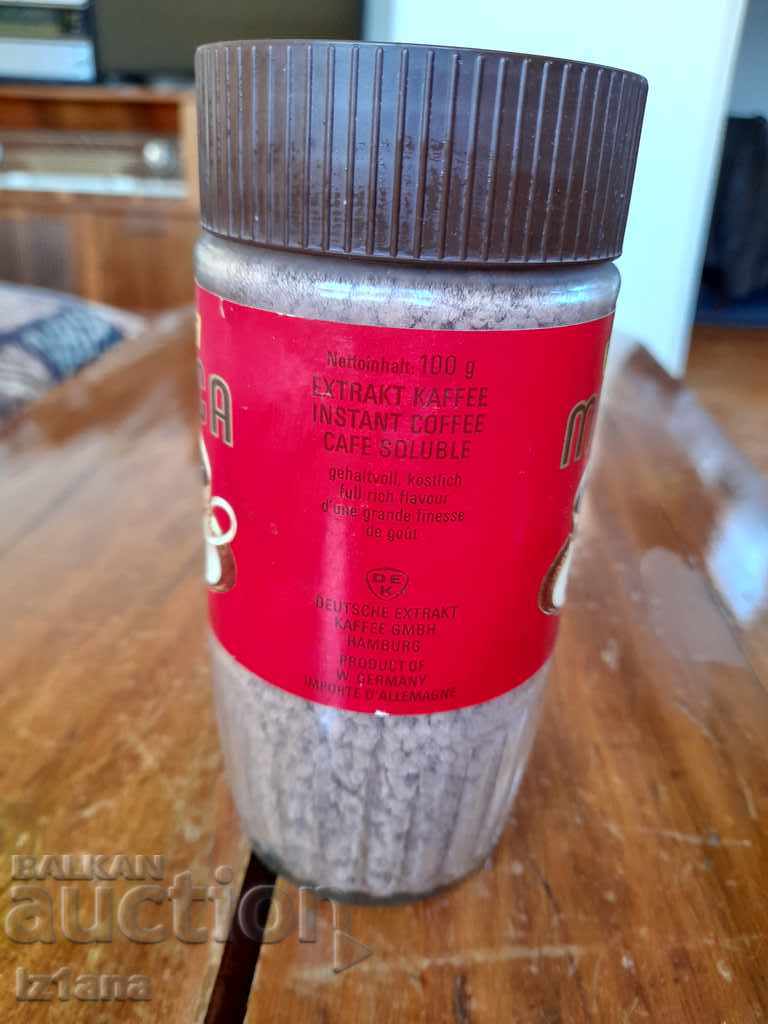 Nettoinhalt: 100 g
EXTRAKT KAFFEE
INSTANT COFFEE
CAFE SOLUBLE
gehaltvoll, köstlich
full rich flavour
d'une grande finesse
de goût
DEK
DEUTSCHE EXTRAKT
KAFFEE GMBH
HAMBURG
PRODUCT OF
W. GERMANY
IMPORTE D'ALLEMAGNE
CA
M
BALKAN
auction
iz1ana